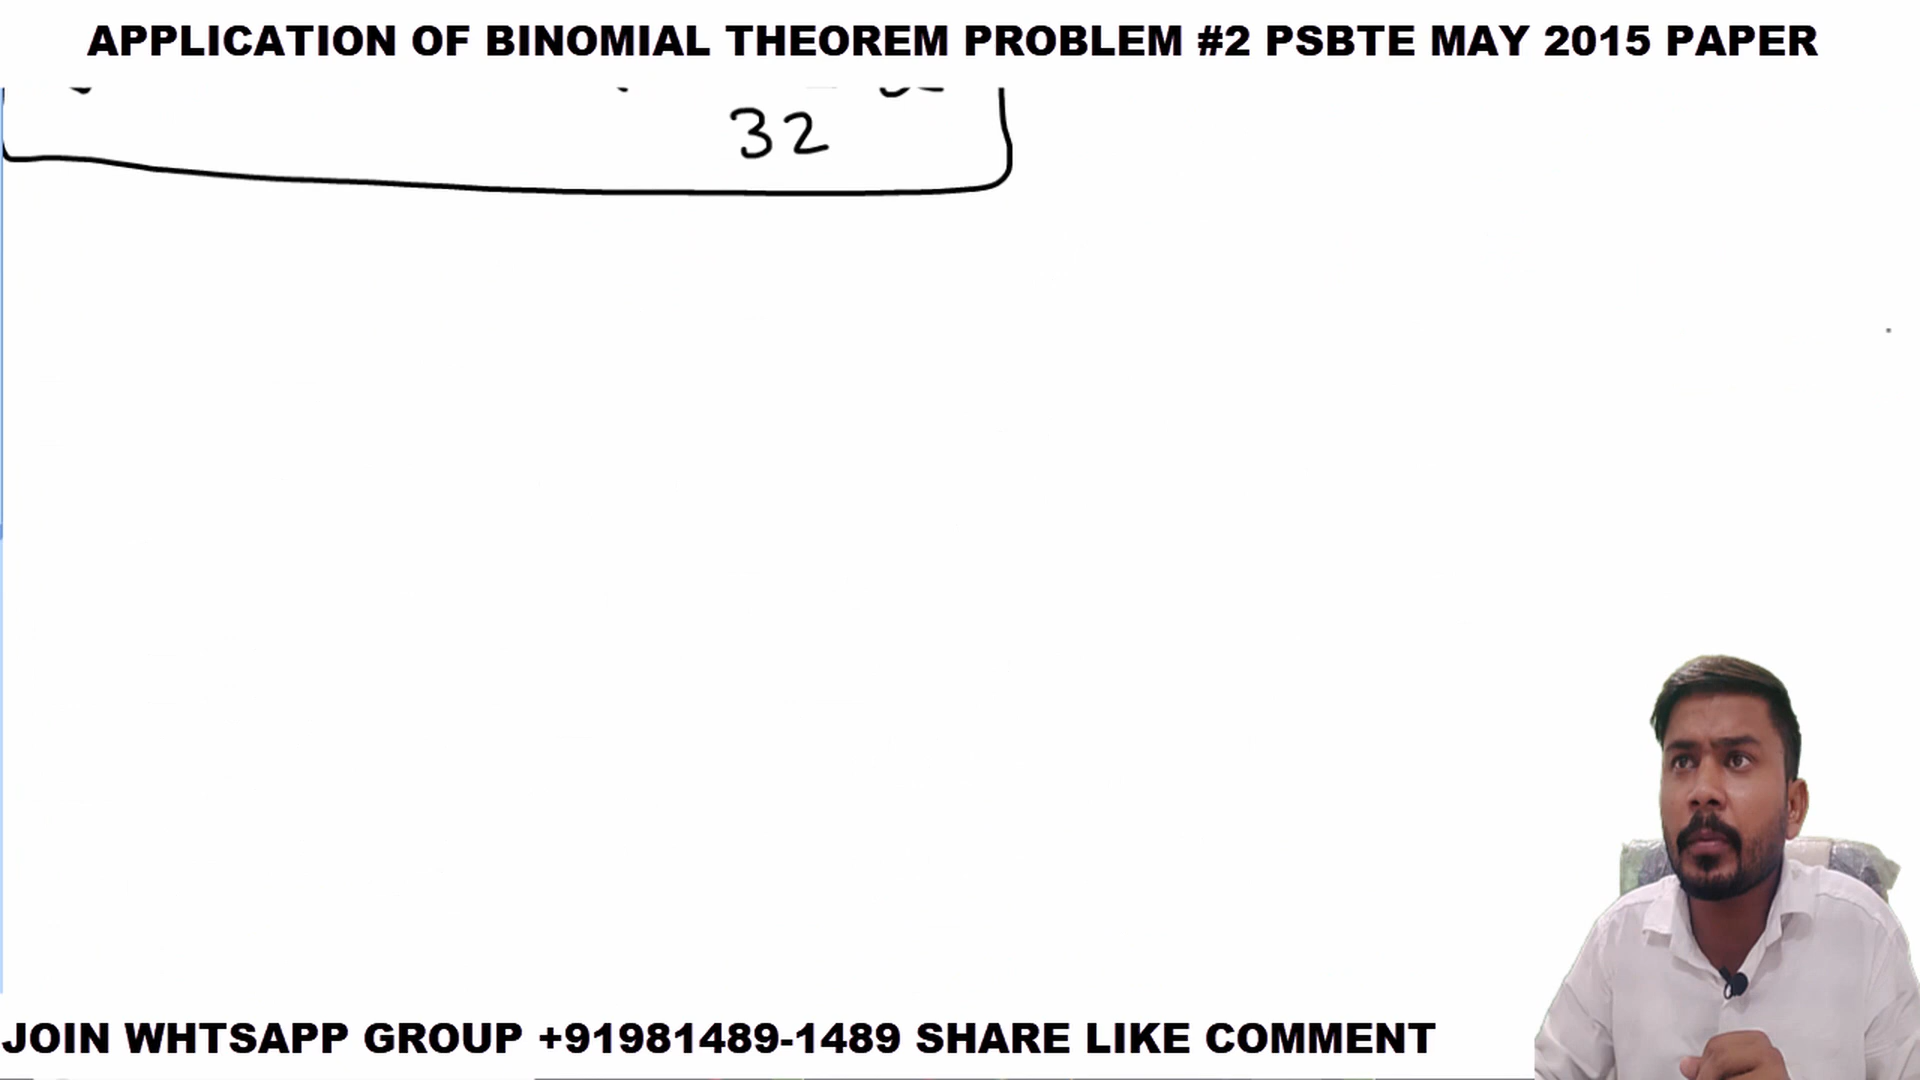 APPLICATION OF BINOMIAL THEOREM PROBLEM #2 PSBTE MAY 2015 PAPER
32
JOIN WHTSAPP GROUP +91981489-1489 SHARE LIKE COMMENT